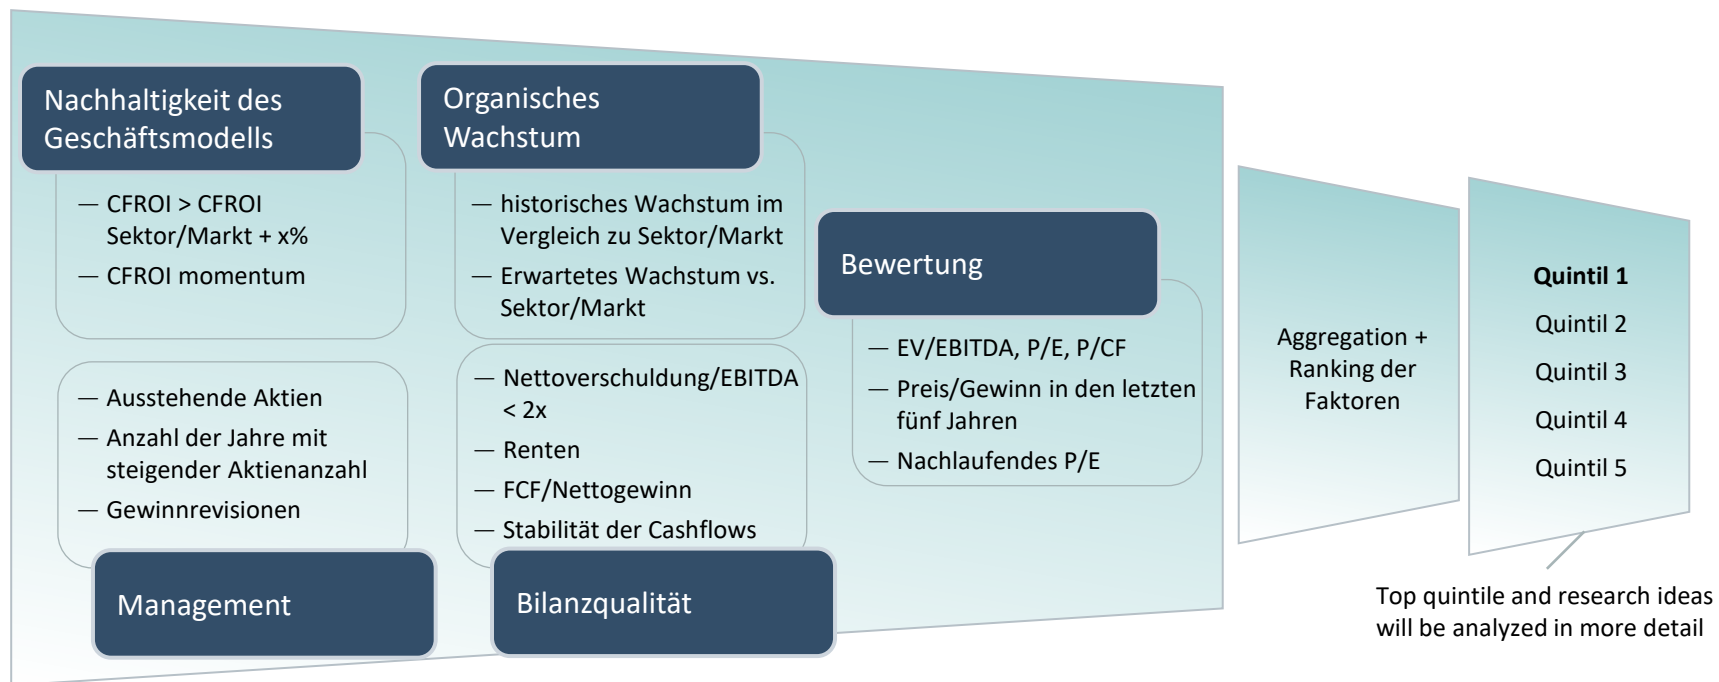 Nachhaltigkeit des
Geschäftsmodells
— CFROI > CFROI
Sektor/Markt + x%
— CFROI momentum
Organisches
Wachstum
— historisches Wachstum im
Vergleich zu Sektor/Markt
— Erwartetes Wachstum vs.
Sektor/Markt
— Ausstehende Aktien
— Anzahl der Jahre mit
steigender Aktienanzahl
— Gewinnrevisionen
Management
— Nettoverschuldung/EBITDA
< 2x
— Renten
— FCF/Nettogewinn
— Stabilität der Cashflows
Bilanzqualität
Bewertung
— EV/EBITDA, P/E, P/CF
— Preis/Gewinn in den letzten
fünf Jahren
— Nachlaufendes P/E
Aggregation +
Ranking der
Faktoren
Quintil 1
Quintil 2
Quintil 3
Quintil 4
Quintil 5
Top quintile and research ideas
will be analyzed in more detail